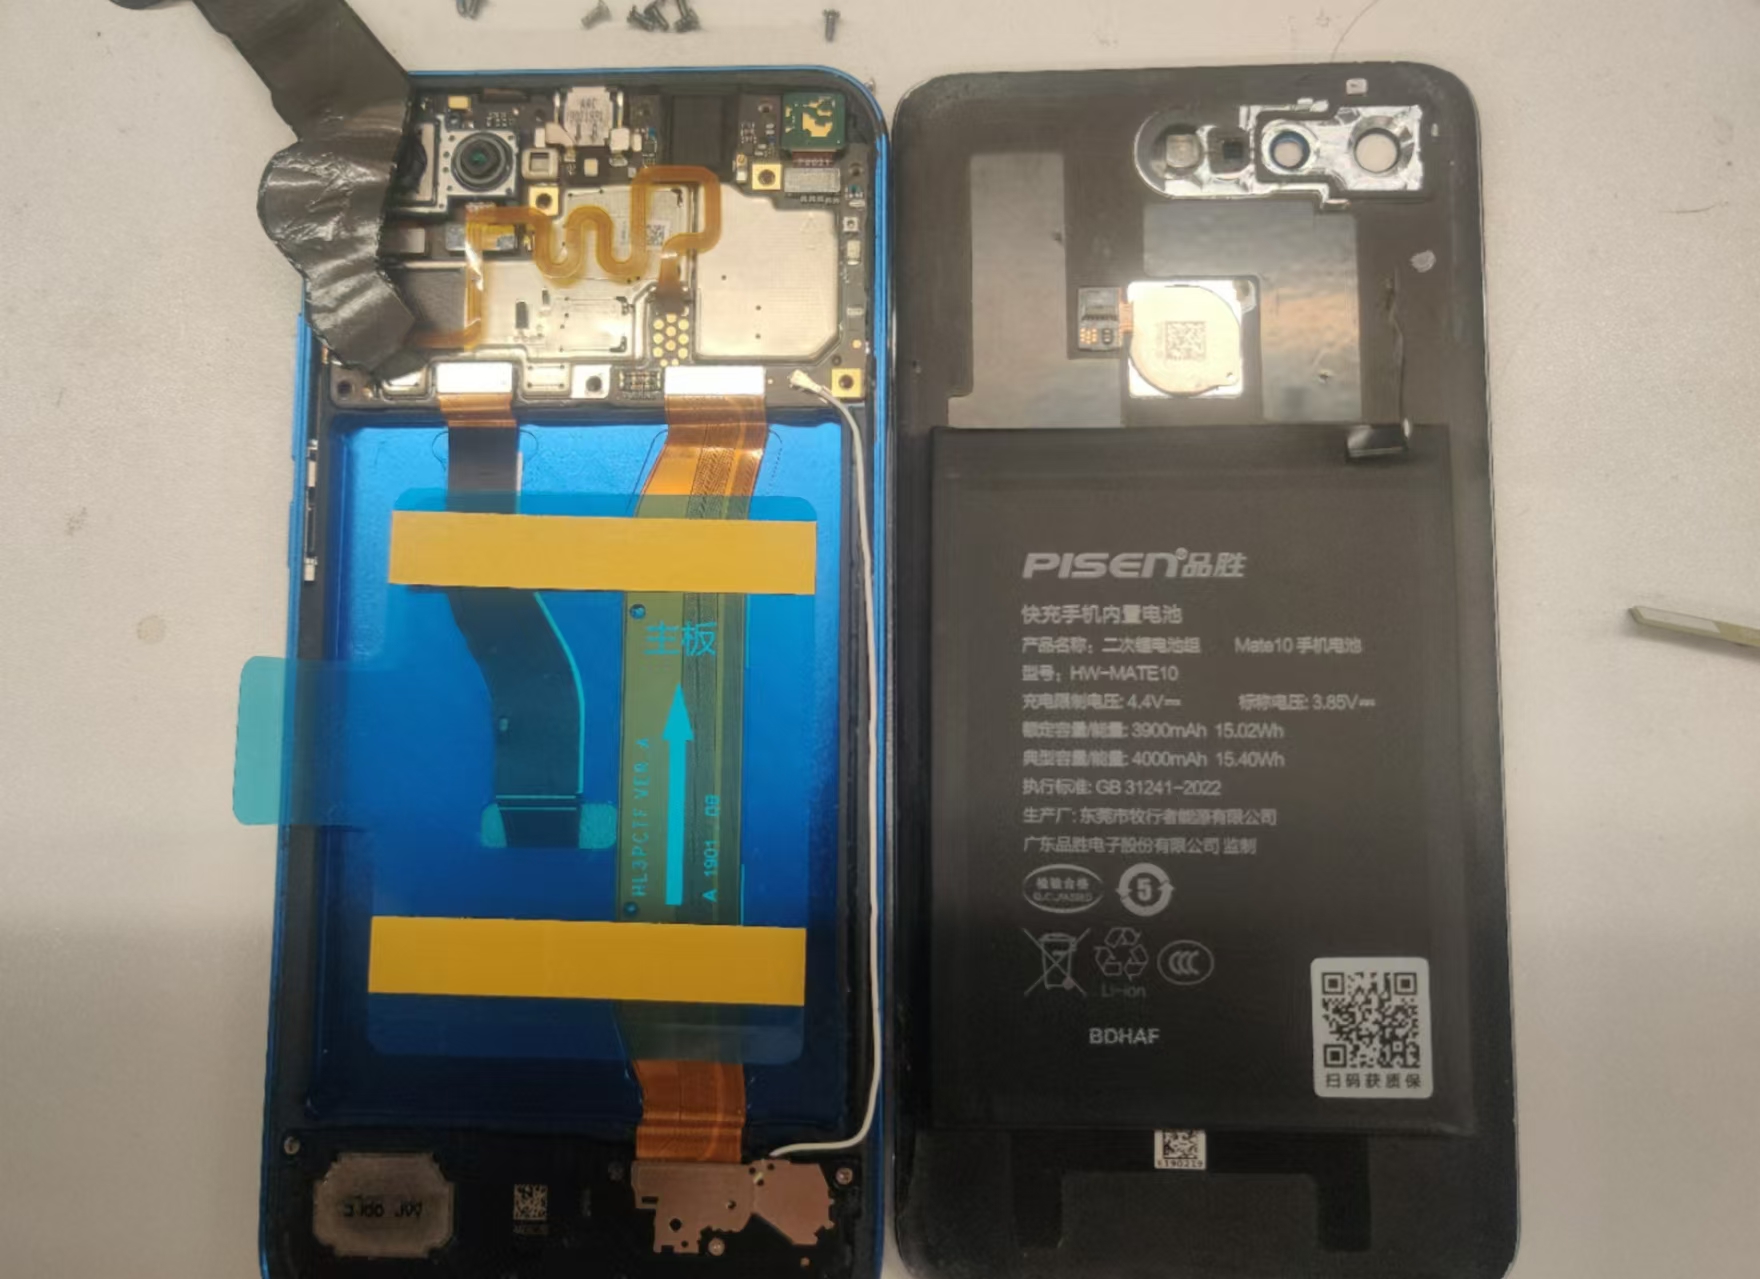 主板
HL3PCTF VER.A
A 1901 / 08
PISEN®品胜
快充手机内置电池
产品名称：二次锂电池组 Mate10 手机电池
型号：HW-MATE10
充电限制电压: 4.4V⎓ 标称电压: 3.85V⎓
额定容量/能量: 3900mAh 15.02Wh
典型容量/能量: 4000mAh 15.40Wh
执行标准: GB 31241-2022
生产厂: 东莞市牧行者能源有限公司
广东品胜电子股份有限公司 监制
检验合格
5
CCC
Li-ion
BDHAF
扫码获质保